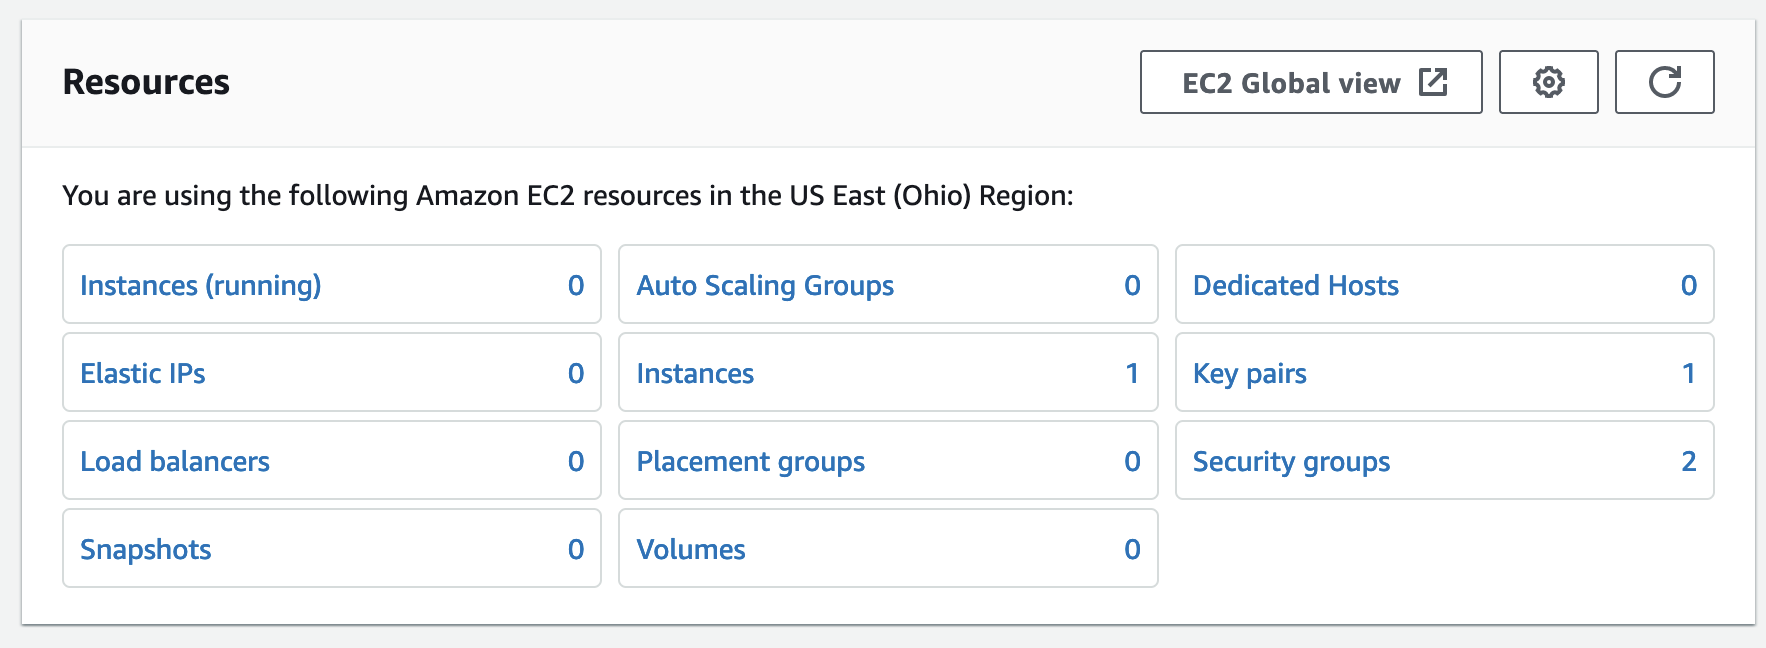 Resources
EC2 Global view
You are using the following Amazon EC2 resources in the US East (Ohio) Region:
Instances (running) 0
Auto Scaling Groups 0
Dedicated Hosts 0
Elastic IPs 0
Instances 1
Key pairs 1
Load balancers 0
Placement groups 0
Security groups 2
Snapshots 0
Volumes 0